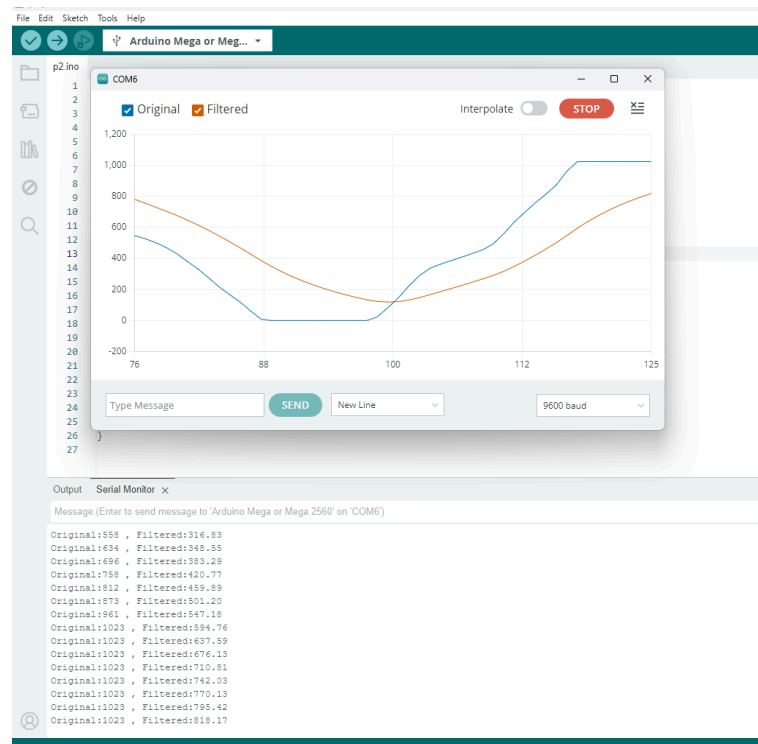 File Edit Sketch Tools Help
Arduino Mega or Meg...
p2.ino
COM6
Original Filtered Interpolate STOP
1,200
1,000
800
600
400
200
0
-200
76 88 100 112 125
Type Message SEND New Line 9600 baud
1
2
3
4
5
6
7
8
9
10
11
12
13
14
15
16
17
18
19
20
21
22
23
24
25
26 }
27
Output Serial Monitor
Message (Enter to send message to 'Arduino Mega or Mega 2560' on 'COM6')
Original:558 , Filtered:316.83
Original:634 , Filtered:348.55
Original:696 , Filtered:383.29
Original:758 , Filtered:420.77
Original:812 , Filtered:459.89
Original:873 , Filtered:501.20
Original:961 , Filtered:547.18
Original:1023 , Filtered:594.76
Original:1023 , Filtered:637.59
Original:1023 , Filtered:676.13
Original:1023 , Filtered:710.81
Original:1023 , Filtered:742.03
Original:1023 , Filtered:770.13
Original:1023 , Filtered:795.42
Original:1023 , Filtered:818.17